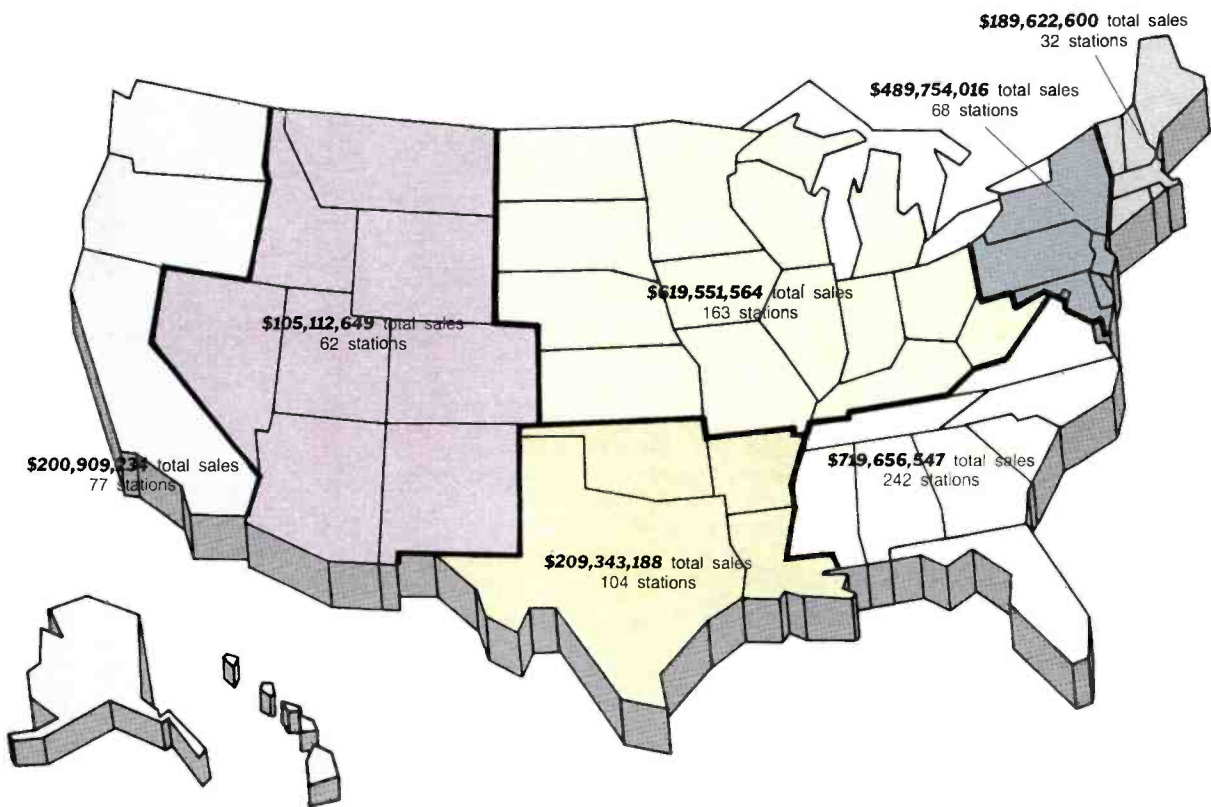 $189,622,600 total sales
32 stations
$489,754,016 total sales
68 stations
$619,551,564 total sales
163 stations
$105,112,649 total sales
62 stations
$200,909,234 total sales
77 stations
$719,656,547 total sales
242 stations
$209,343,188 total sales
104 stations